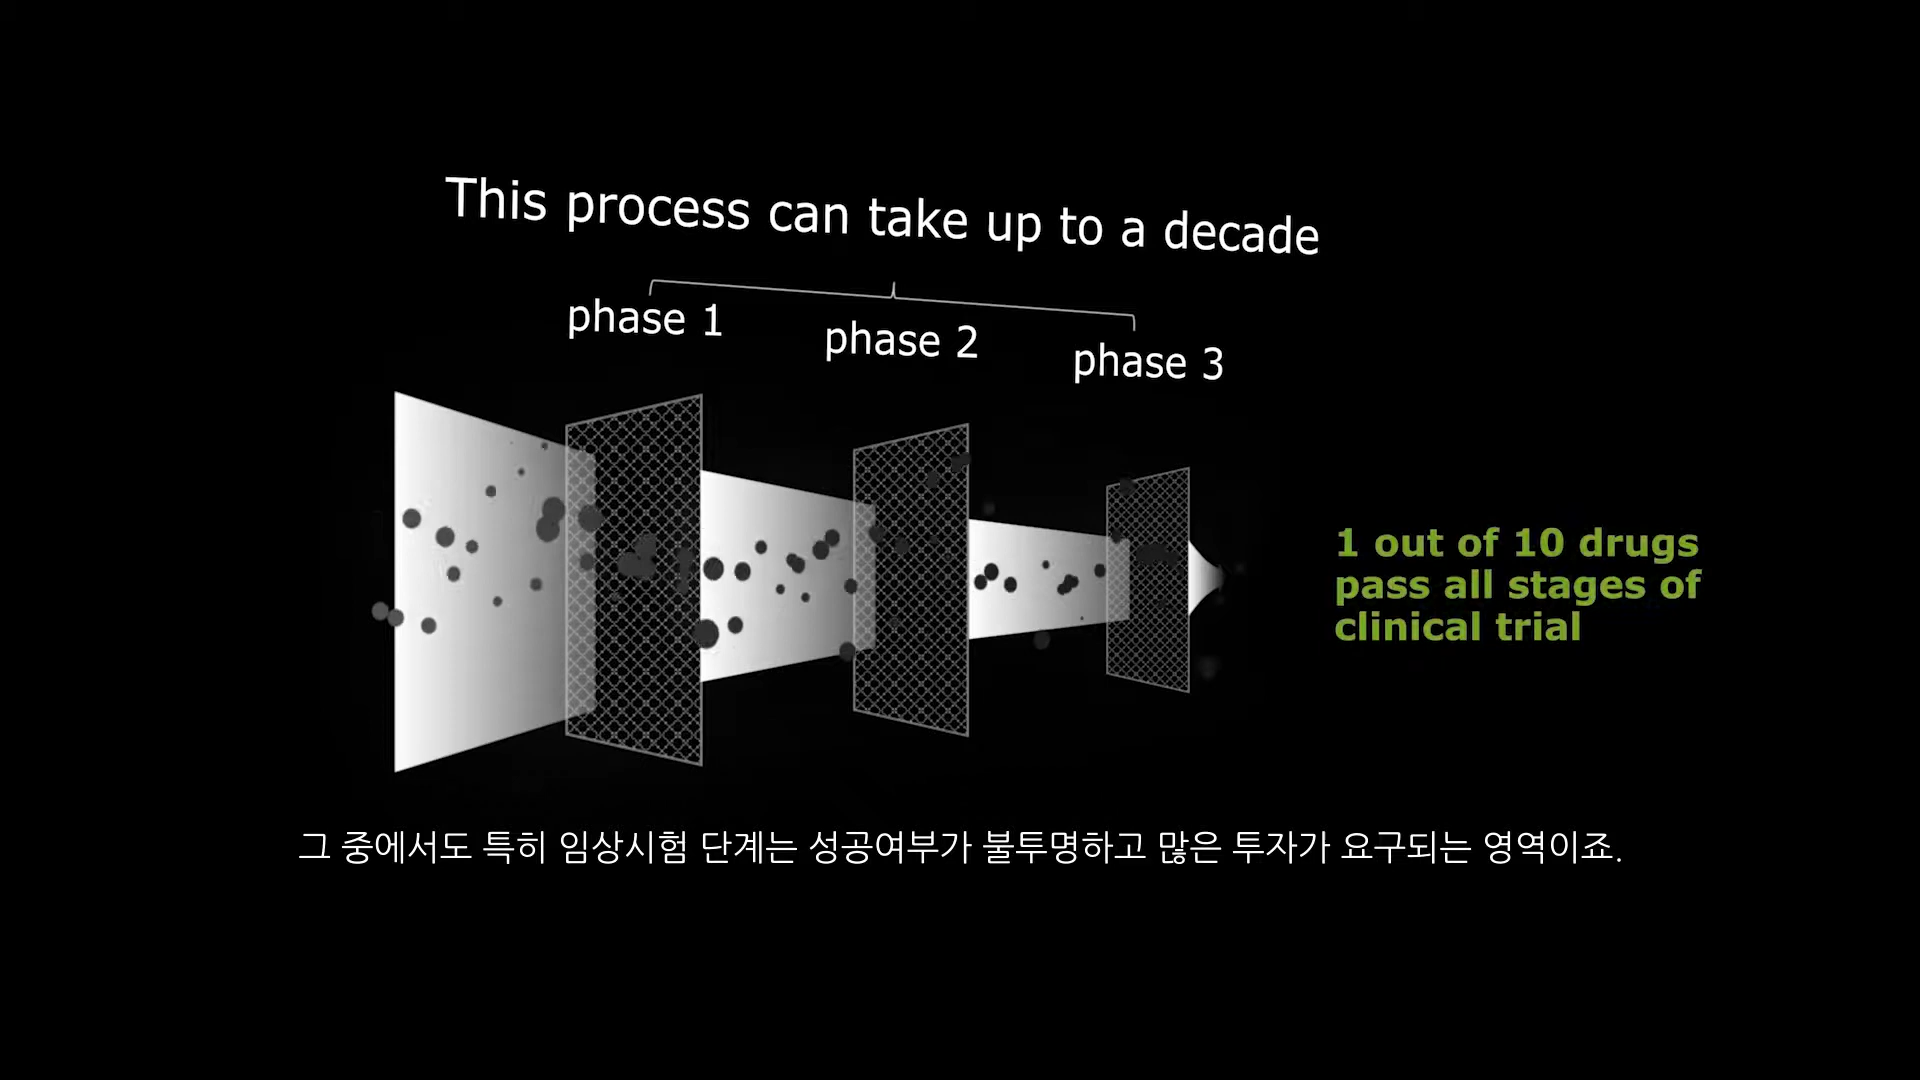 This process can take up to a decade
phase 1
phase 2
phase 3
1 out of 10 drugs
pass all stages of
clinical trial
그 중에서도 특히 임상시험 단계는 성공여부가 불투명하고 많은 투자가 요구되는 영역이죠.